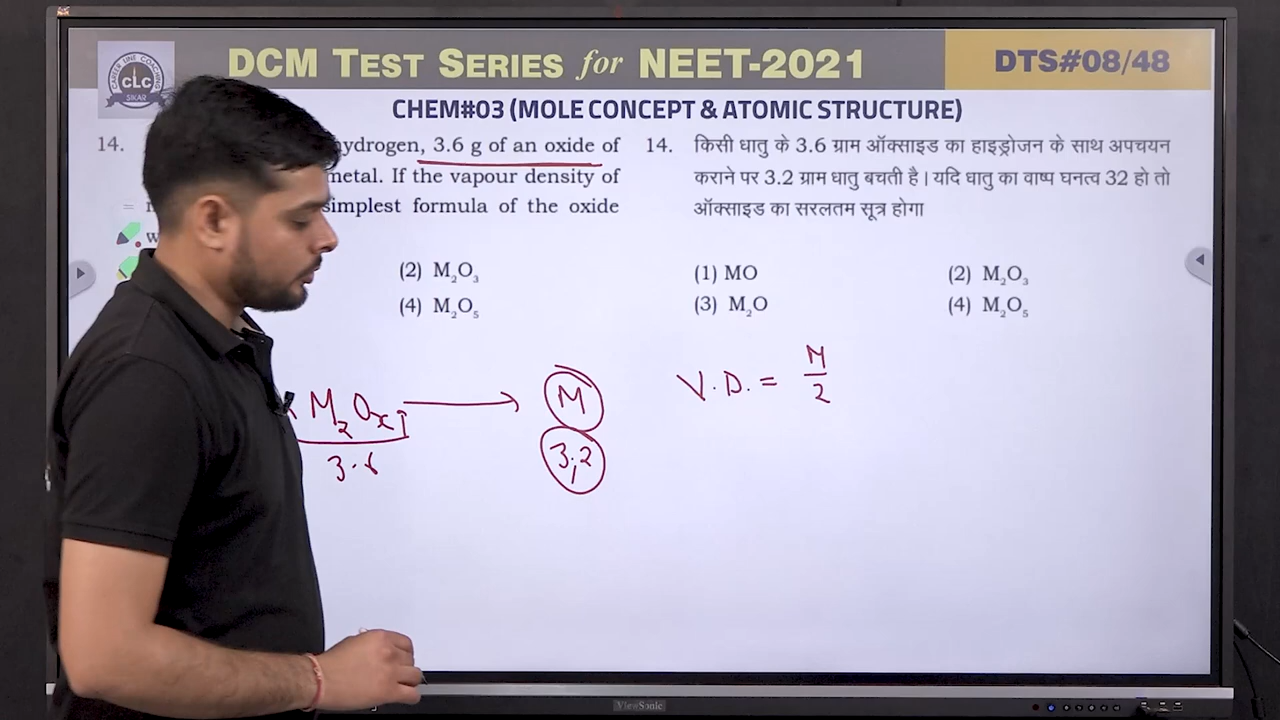 DCM TEST SERIES for NEET-2021
DTS#08/48
CAREER LINE COACHING
CLC
SIKAR
CHEM#03 (MOLE CONCEPT & ATOMIC STRUCTURE)
14. hydrogen, 3.6 g of an oxide of
metal. If the vapour density of
simplest formula of the oxide
(2) M₂O₃
(4) M₂O₅
14. किसी धातु के 3.6 ग्राम ऑक्साइड का हाइड्रोजन के साथ अपचयन
कराने पर 3.2 ग्राम धातु बचती है। यदि धातु का वाष्प घनत्व 32 हो तो
ऑक्साइड का सरलतम सूत्र होगा
(1) MO (2) M₂O₃
(3) M₂O (4) M₂O₅
M₂Oₓ → M
3.6 3.2
V.D. = M/2
ViewSonic